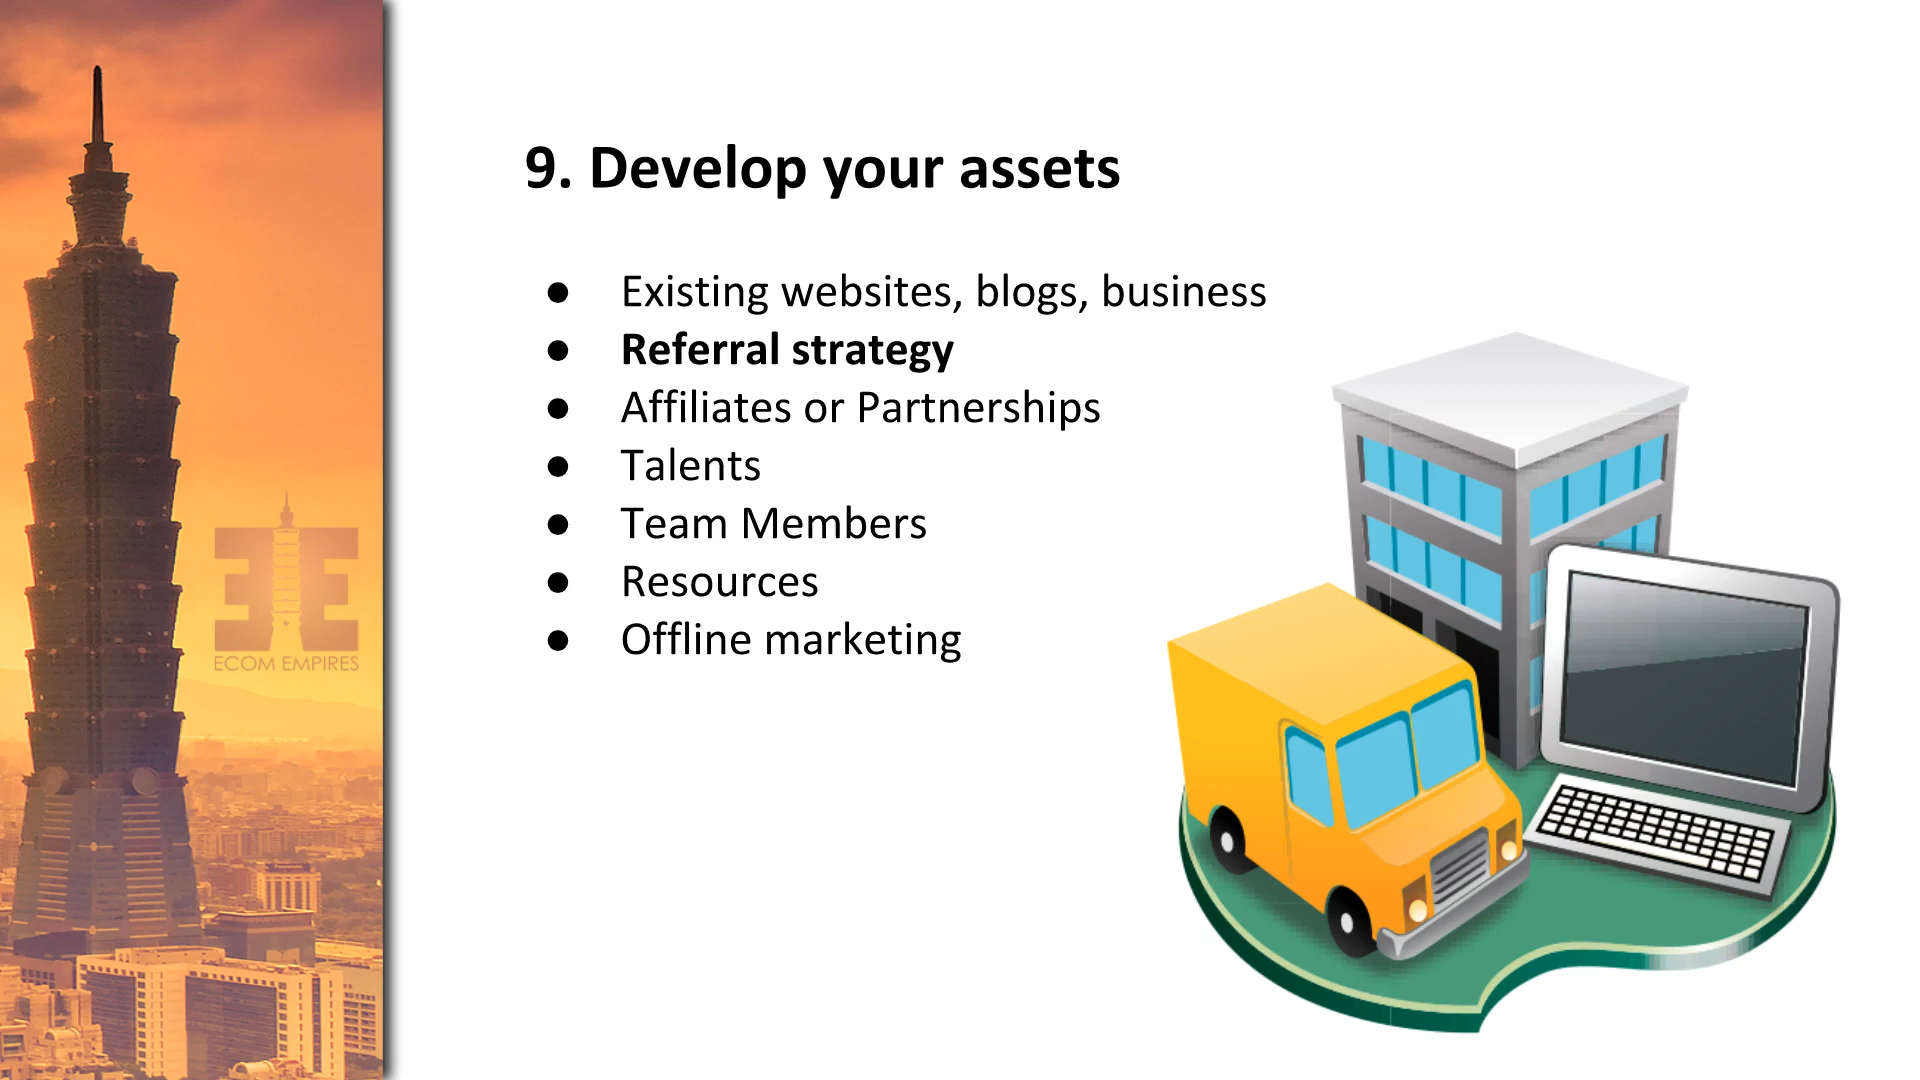 9. Develop your assets
● Existing websites, blogs, business
● Referral strategy
● Affiliates or Partnerships
● Talents
● Team Members
● Resources
● Offline marketing
ECOM EMPIRES